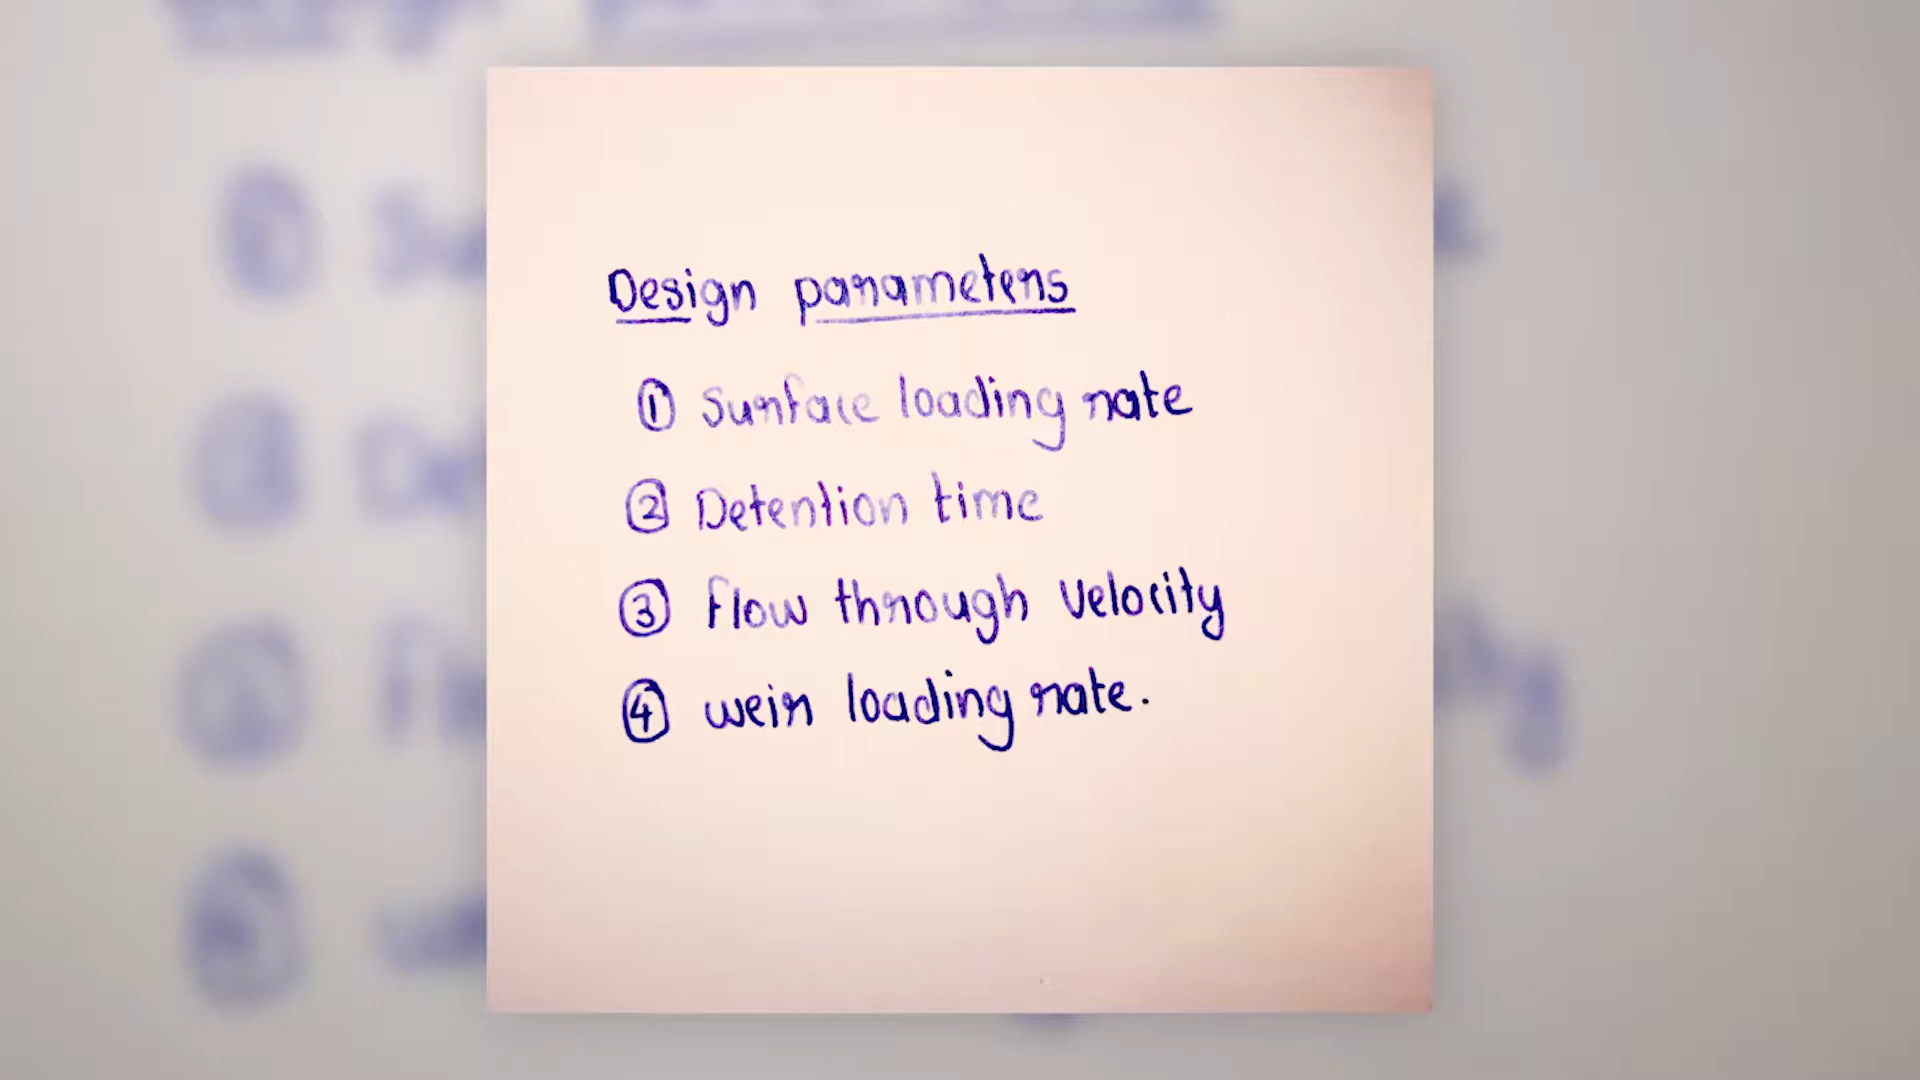 Design parameters
① Surface loading rate
② Detention time
③ flow through Velocity
④ weir loading rate.